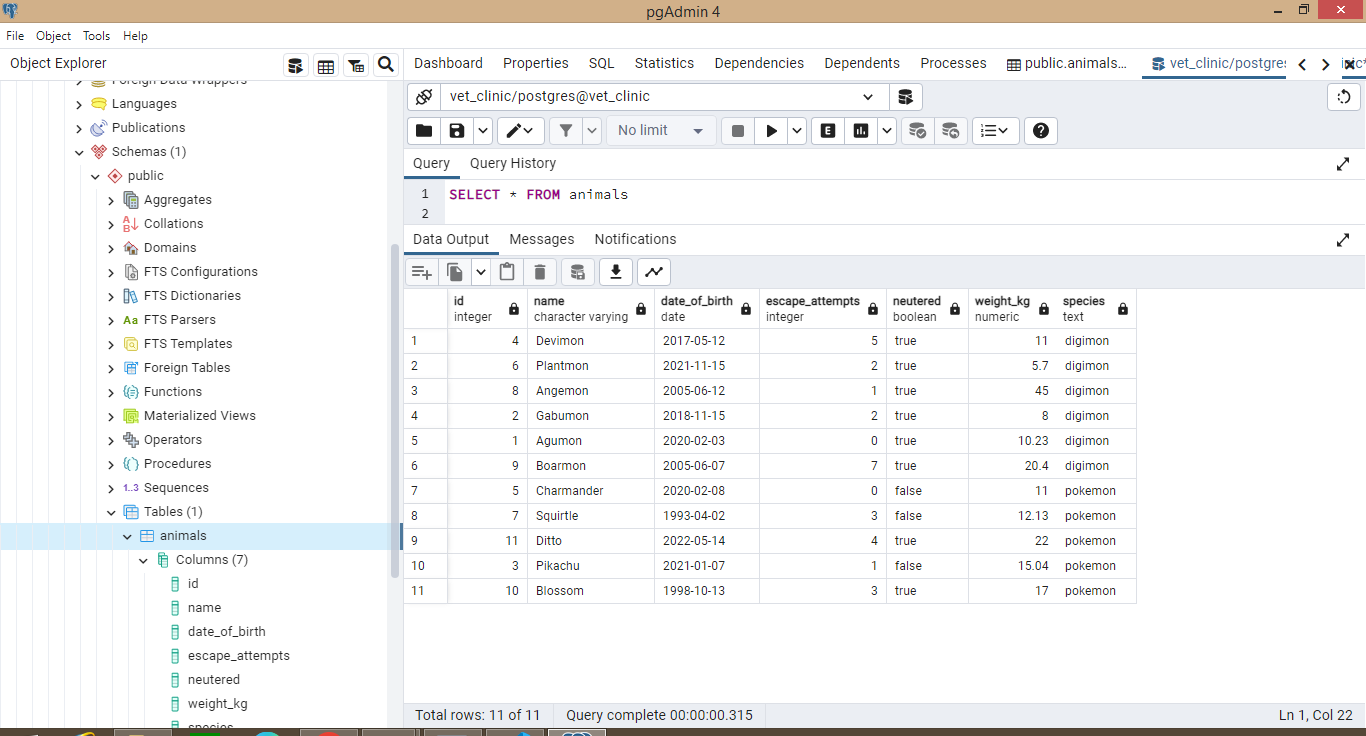 pgAdmin 4
File Object Tools Help
Object Explorer
Dashboard Properties SQL Statistics Dependencies Dependents Processes public.animals... vet_clinic/postgres
Foreign Data Wrappers
Languages
Publications
Schemas (1)
public
Aggregates
Collations
Domains
FTS Configurations
FTS Dictionaries
Aa FTS Parsers
FTS Templates
Foreign Tables
Functions
Materialized Views
Operators
Procedures
1..3 Sequences
Tables (1)
animals
Columns (7)
id
name
date_of_birth
escape_attempts
neutered
weight_kg
species
vet_clinic/postgres@vet_clinic
No limit E
Query Query History
1 SELECT * FROM animals
2
Data Output Messages Notifications
id name date_of_birth escape_attempts neutered weight_kg species
integer character varying date integer boolean numeric text
1 4 Devimon 2017-05-12 5 true 11 digimon
2 6 Plantmon 2021-11-15 2 true 5.7 digimon
3 8 Angemon 2005-06-12 1 true 45 digimon
4 2 Gabumon 2018-11-15 2 true 8 digimon
5 1 Agumon 2020-02-03 0 true 10.23 digimon
6 9 Boarmon 2005-06-07 7 true 20.4 digimon
7 5 Charmander 2020-02-08 0 false 11 pokemon
8 7 Squirtle 1993-04-02 3 false 12.13 pokemon
9 11 Ditto 2022-05-14 4 true 22 pokemon
10 3 Pikachu 2021-01-07 1 false 15.04 pokemon
11 10 Blossom 1998-10-13 3 true 17 pokemon
Total rows: 11 of 11 Query complete 00:00:00.315 Ln 1, Col 22